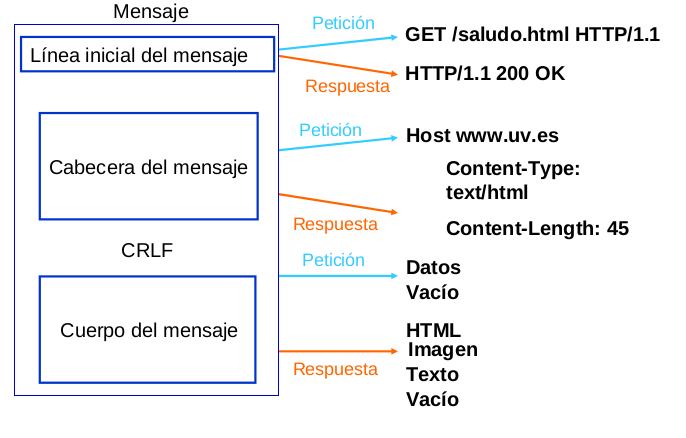 Mensaje
Petición
GET /saludo.html HTTP/1.1
Línea inicial del mensaje
HTTP/1.1 200 OK
Respuesta
Petición
Host www.uv.es
Cabecera del mensaje
Content-Type:
text/html
Respuesta
Content-Length: 45
CRLF
Petición
Datos
Vacío
Cuerpo del mensaje
HTML
Imagen
Respuesta
Texto
Vacío